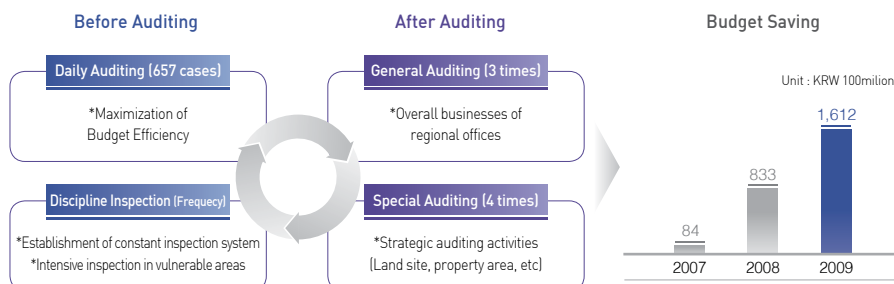 Before Auditing
After Auditing
Budget Saving
Daily Auditing (657 cases)
*Maximization of
Budget Efficiency
General Auditing (3 times)
*Overall businesses of
regional offices
Discipline Inspection (Frequecy)
*Establishment of constant inspection system
*Intensive inspection in vulnerable areas
Special Auditing (4 times)
*Strategic auditing activities
(Land site, property area, etc)
Unit : KRW 100milion
84
833
1,612
2007
2008
2009